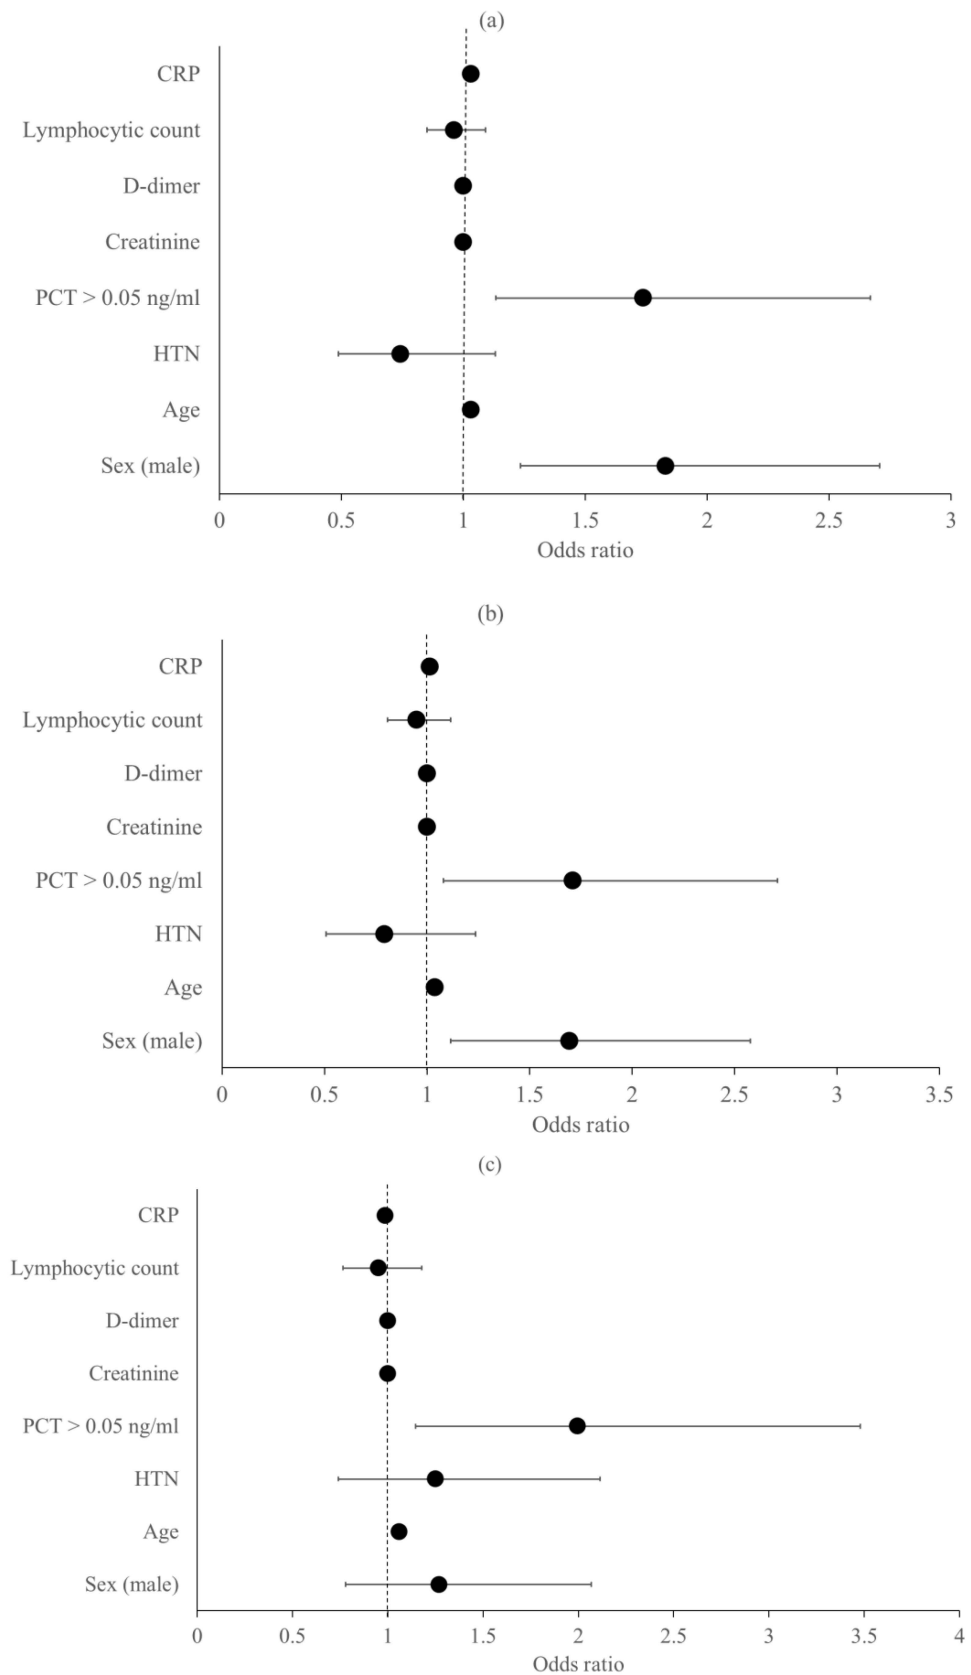 (a)
CRP
Lymphocytic count
D-dimer
Creatinine
PCT > 0.05 ng/ml
HTN
Age
Sex (male)
0 0.5 1 1.5 2 2.5 3
Odds ratio
(b)
CRP
Lymphocytic count
D-dimer
Creatinine
PCT > 0.05 ng/ml
HTN
Age
Sex (male)
0 0.5 1 1.5 2 2.5 3 3.5
Odds ratio
(c)
CRP
Lymphocytic count
D-dimer
Creatinine
PCT > 0.05 ng/ml
HTN
Age
Sex (male)
0 0.5 1 1.5 2 2.5 3 3.5 4
Odds ratio